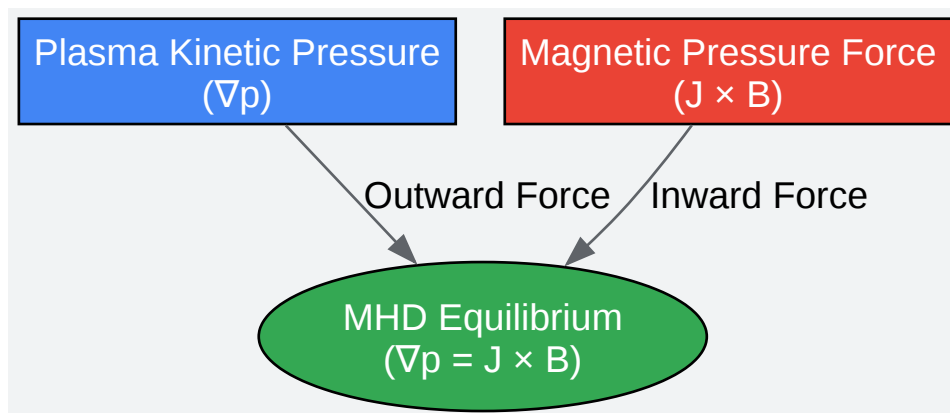 Plasma Kinetic Pressure
(∇p)
Magnetic Pressure Force
(J × B)
Outward Force
Inward Force
MHD Equilibrium
(∇p = J × B)